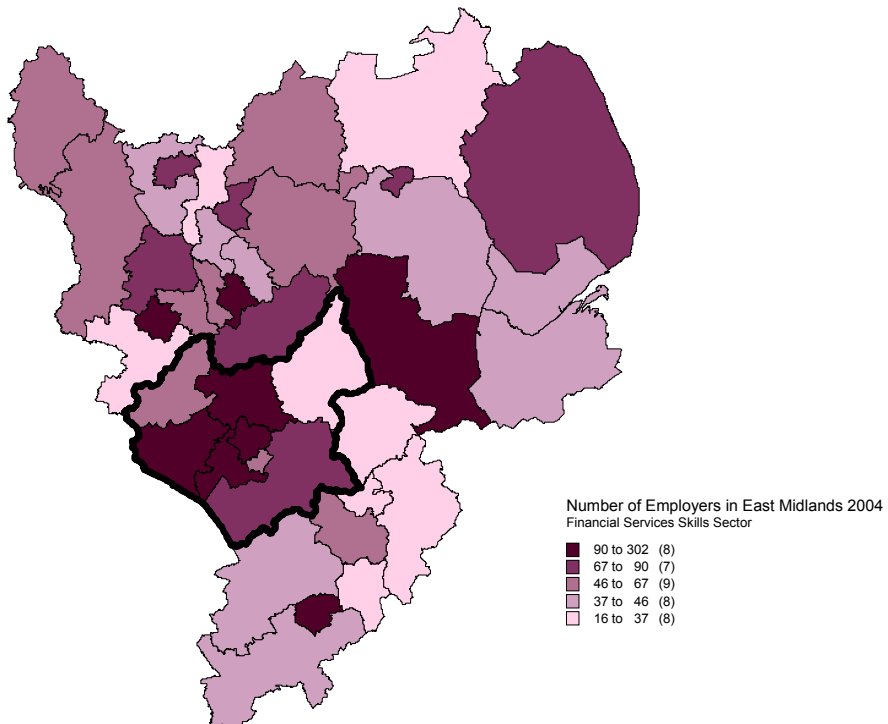 Number of Employers in East Midlands 2004
Financial Services Skills Sector
90 to 302 (8)
67 to 90 (7)
46 to 67 (9)
37 to 46 (8)
16 to 37 (8)